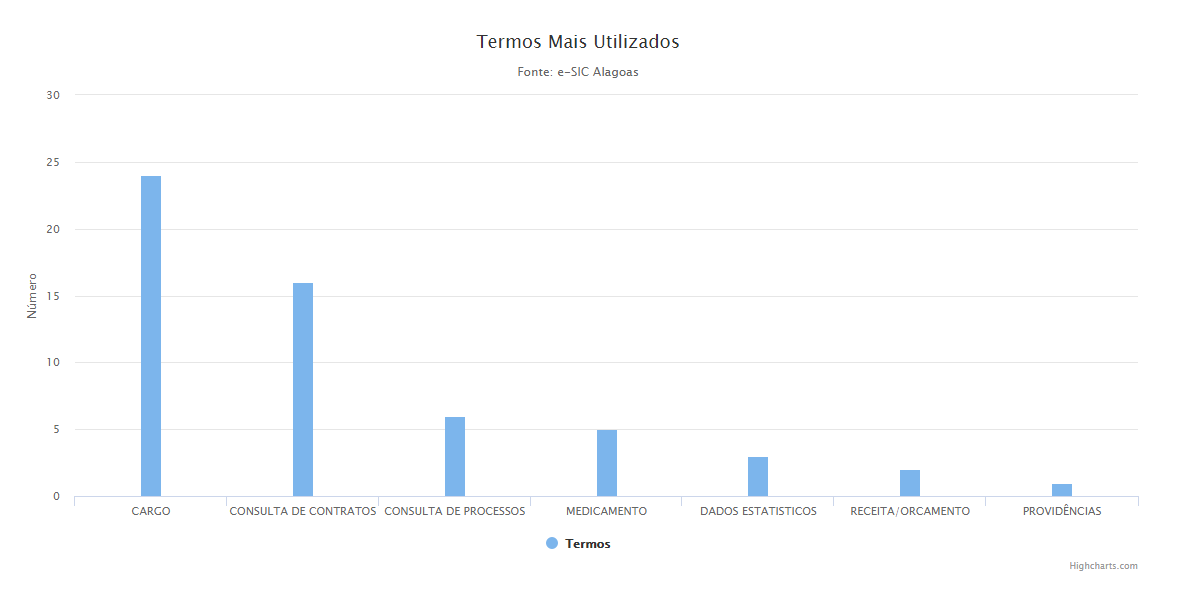 Termos Mais Utilizados
Fonte: e-SIC Alagoas
Número
30
25
20
15
10
5
0
CARGO
CONSULTA DE CONTRATOS
CONSULTA DE PROCESSOS
MEDICAMENTO
DADOS ESTATISTICOS
RECEITA/ORCAMENTO
PROVIDÊNCIAS
Termos
Highcharts.com